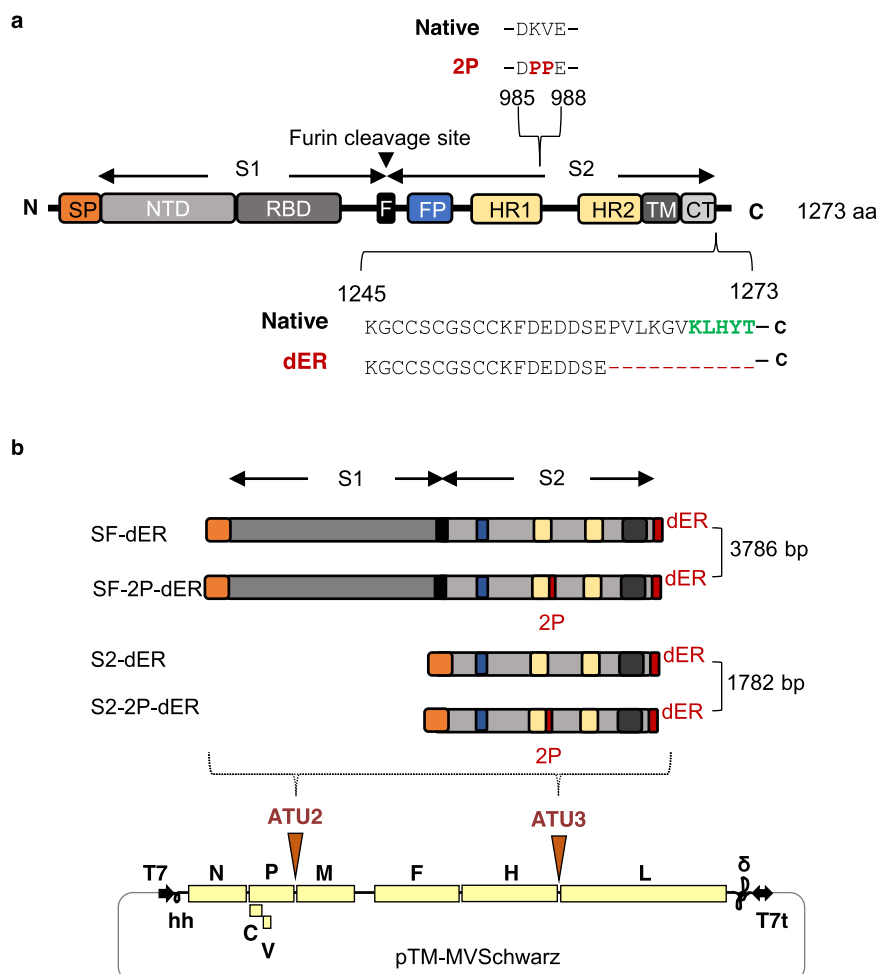 a
Native –DKVE–
2P –DPPE–
985 988
Furin cleavage site
S1 S2
N SP NTD RBD F FP HR1 HR2 TM CT C 1273 aa
1245 1273
Native KGCCSCGSCCKFDEDDSEPVLKGVKLHYT– C
dER KGCCSCGSCCKFDEDDSE-----------– C
b
S1 S2
SF-dER dER
3786 bp
SF-2P-dER dER
2P
S2-dER dER
1782 bp
S2-2P-dER dER
2P
ATU2 ATU3
T7 N P M F H L δ
hh C V T7t
pTM-MVSchwarz